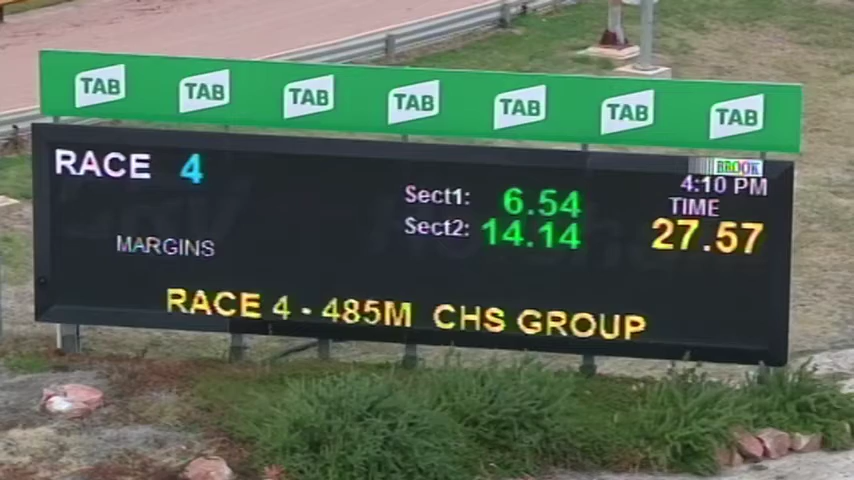 TAB TAB TAB TAB TAB TAB TAB
BROOK
RACE 4
Sect1: 6.54
4:10 PM
TIME
Sect2: 14.14
27.57
MARGINS
RACE 4 - 485M CHS GROUP